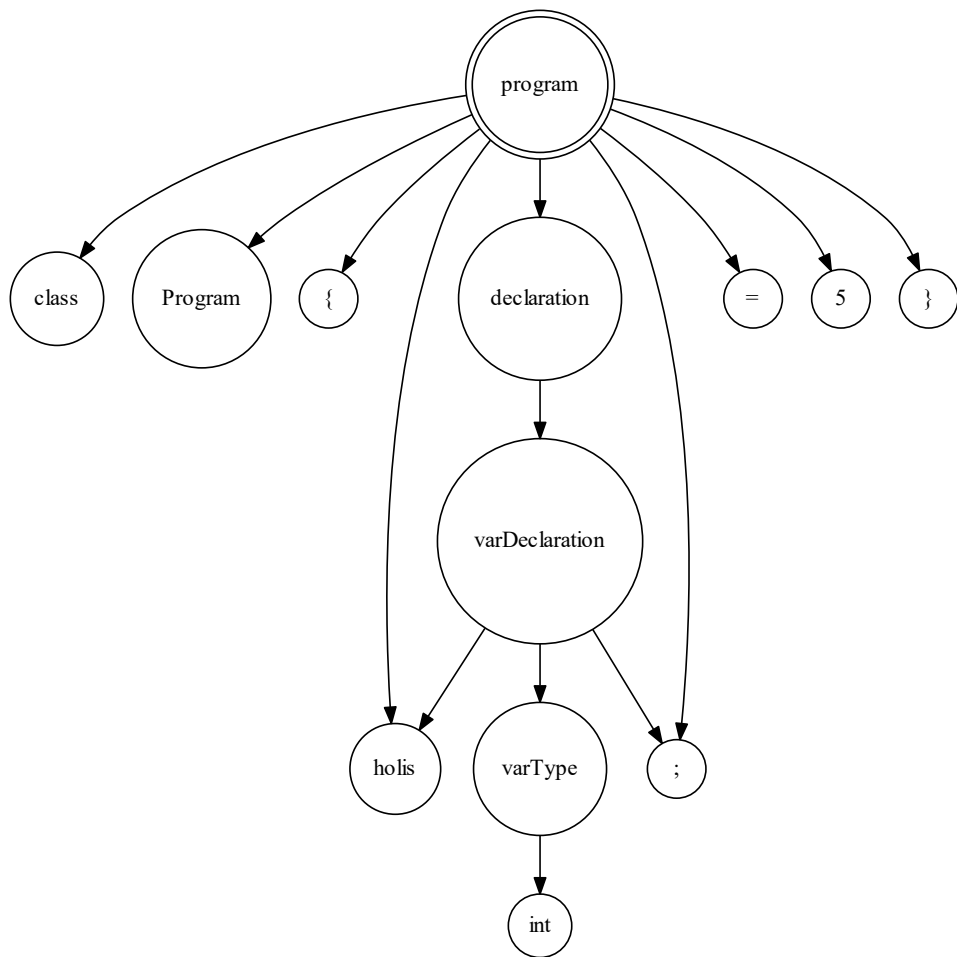 program
class
Program
{
declaration
=
5
}
varDeclaration
holis
varType
;
int